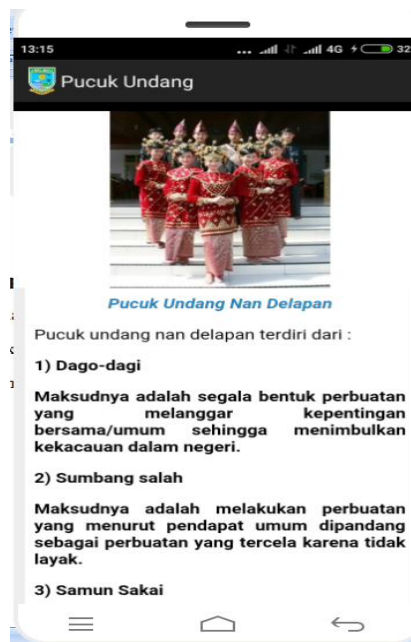 13:15 ... 4G 32
Pucuk Undang
Pucuk Undang Nan Delapan
Pucuk undang nan delapan terdiri dari :
1) Dago-dagi
Maksudnya adalah segala bentuk perbuatan
yang melanggar kepentingan
bersama/umum sehingga menimbulkan
kekacauan dalam negeri.
2) Sumbang salah
Maksudnya adalah melakukan perbuatan
yang menurut pendapat umum dipandang
sebagai perbuatan yang tercela karena tidak
layak.
3) Samun Sakai